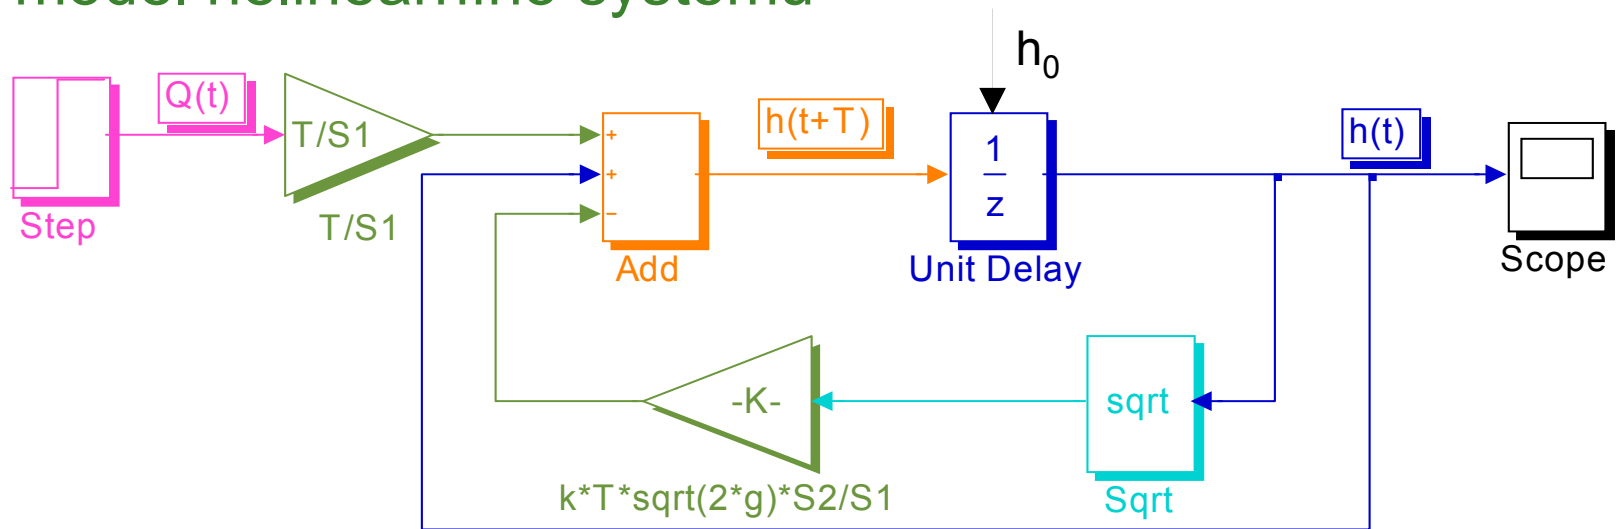 h₀
Q(t)
T/S1
h(t+T)
h(t)
+
+
−
1
z
Step
T/S1
Add
Unit Delay
Scope
-K-
sqrt
k*T*sqrt(2*g)*S2/S1
Sqrt